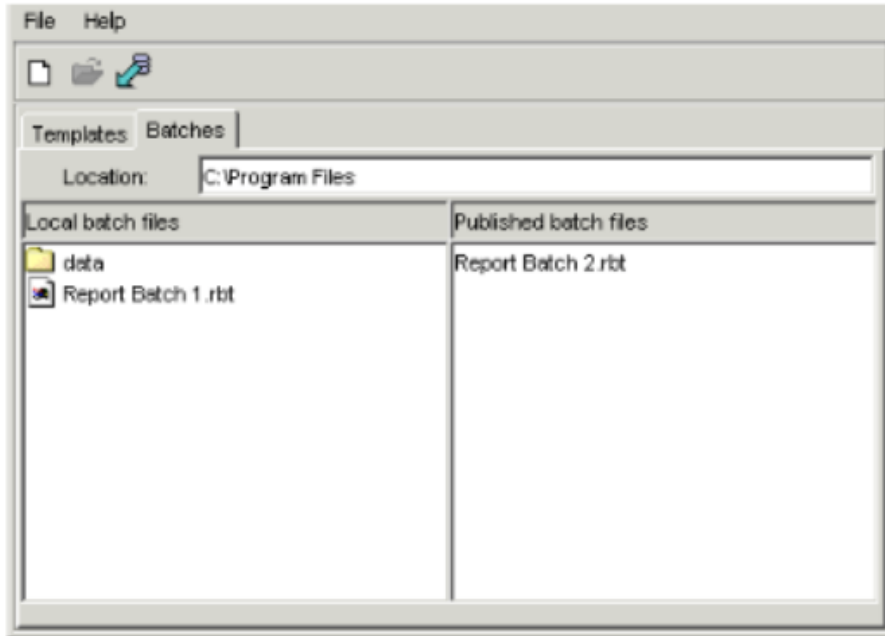 File Help
Templates Batches
Location: C:\Program Files
Local batch files Published batch files
data Report Batch 2.rbt
Report Batch 1.rbt